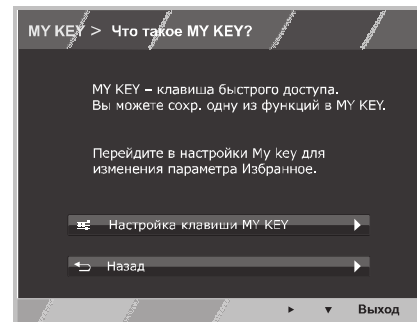 MY KEY > Что такое MY KEY?
MY KEY – клавиша быстрого доступа.
Вы можете сохр. одну из функций в MY KEY.
Перейдите в настройки My key для
изменения параметра Избранное.
Настройка клавиши MY KEY
Назад
Выход